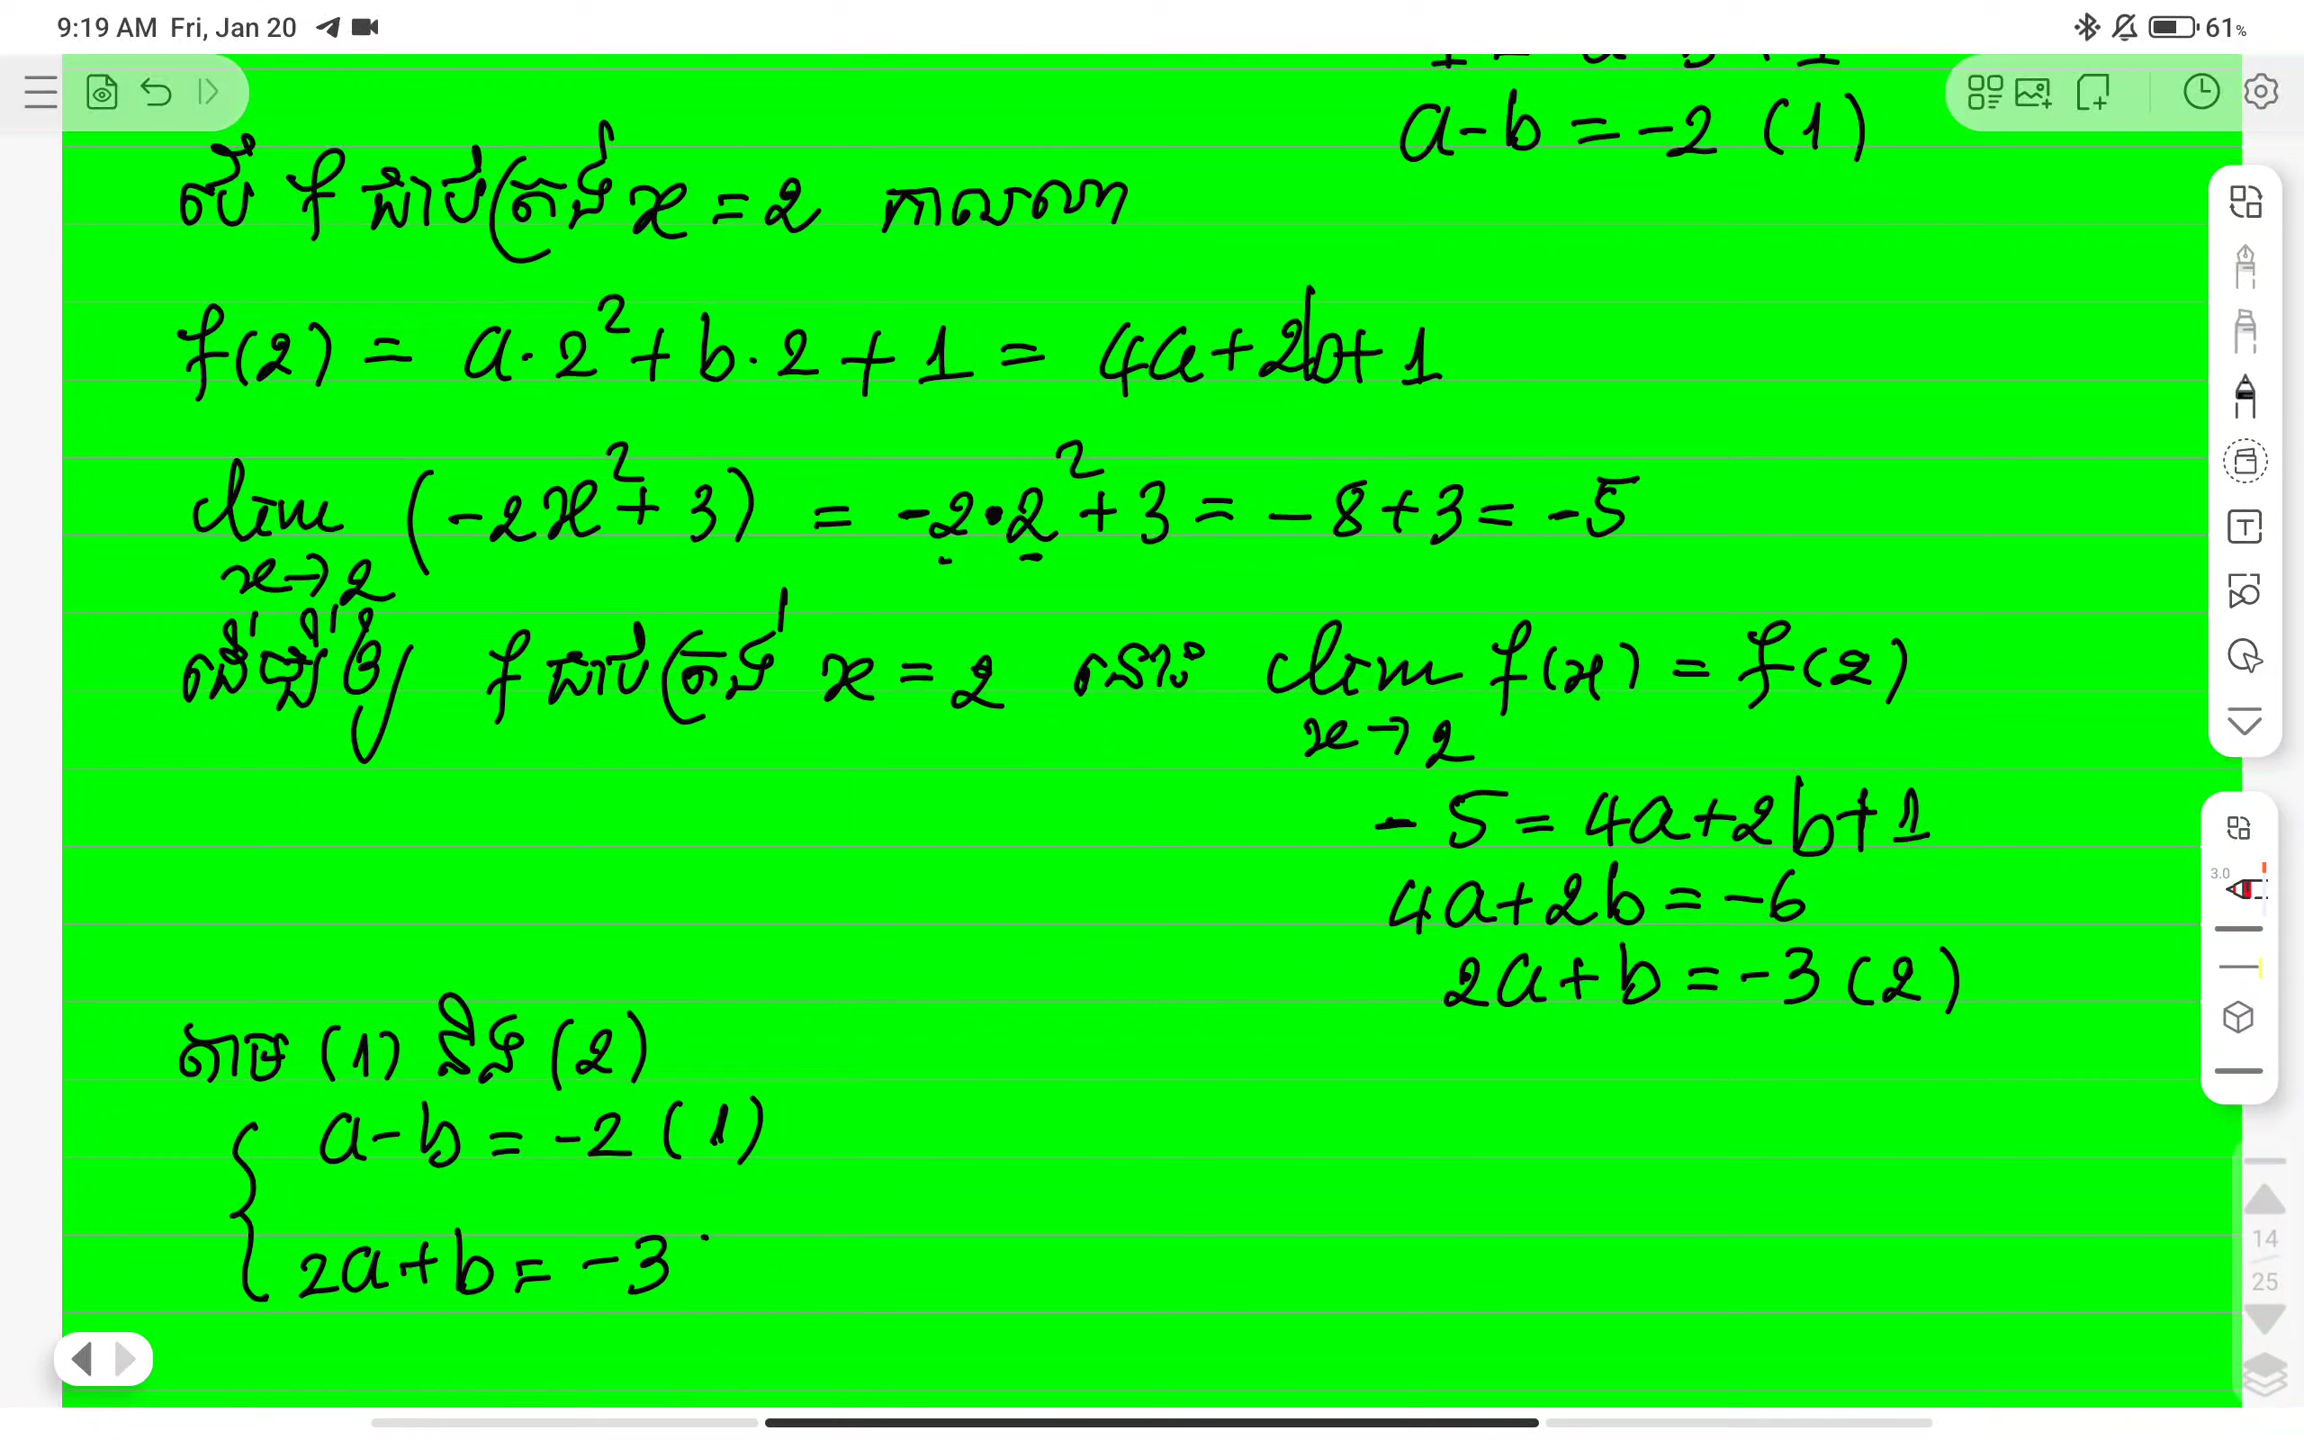 9:19 AM Fri, Jan 20
61%
a-b = -2 (1)
បើ f ជាប់ត្រង់ x = 2 កាលណា
f(2) = a·2²+b·2+1 = 4a+2b+1
lim (-2x²+3) = -2•2²+3 = -8+3 = -5
x→2
ដើម្បីឲ្យ f ជាប់ត្រង់ x = 2 នោះ lim f(x) = f(2)
x→2
-5 = 4a+2b+1
4a+2b = -6
2a+b = -3 (2)
តាម (1) និង (2)
a-b = -2 (1)
2a+b = -3
3.0
14
25